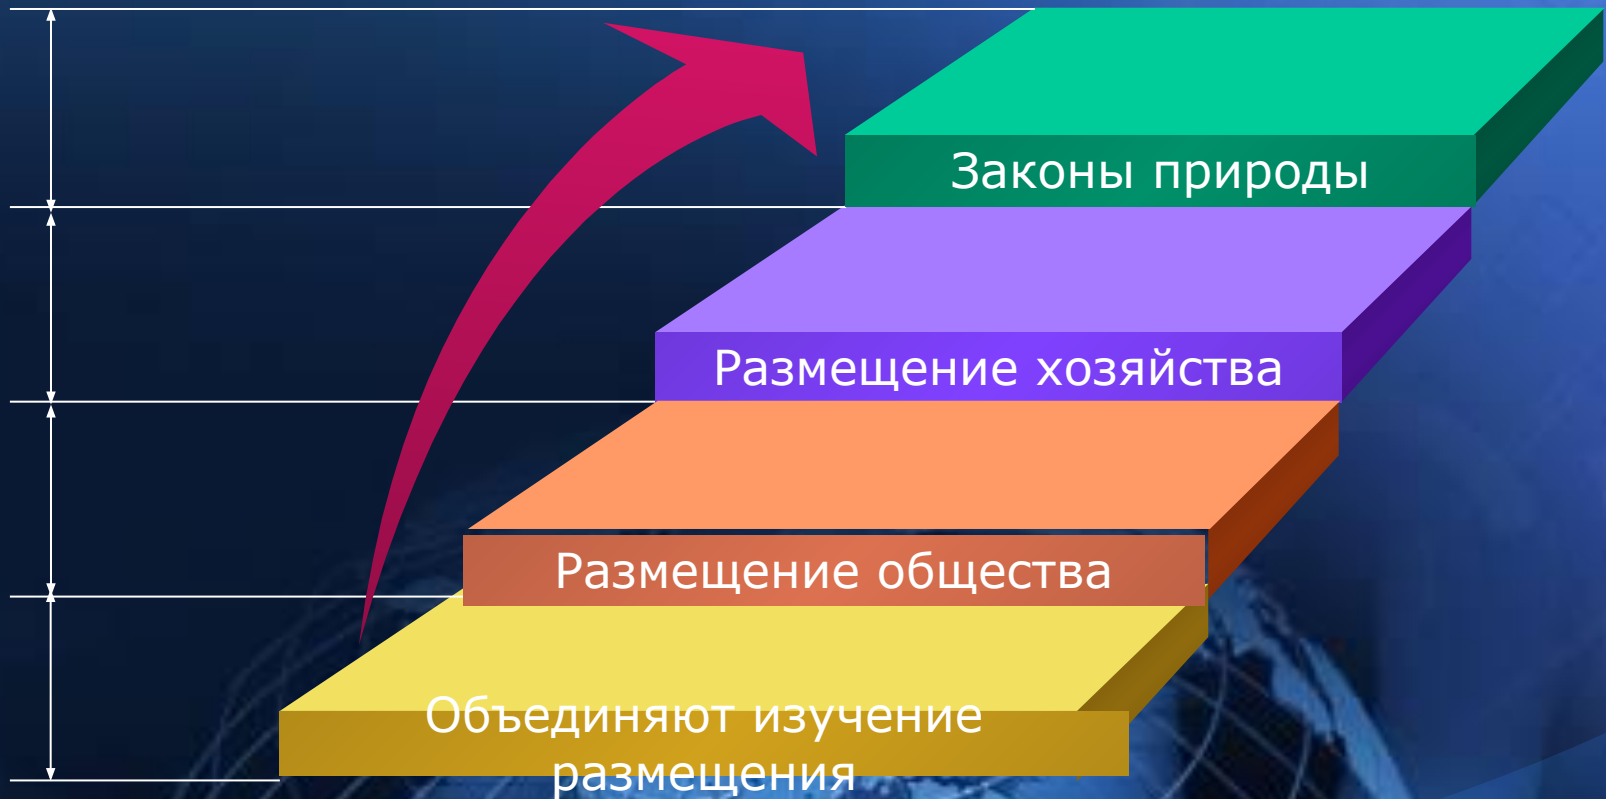 Законы природы
Размещение хозяйства
Размещение общества
Объединяют изучение
размещения